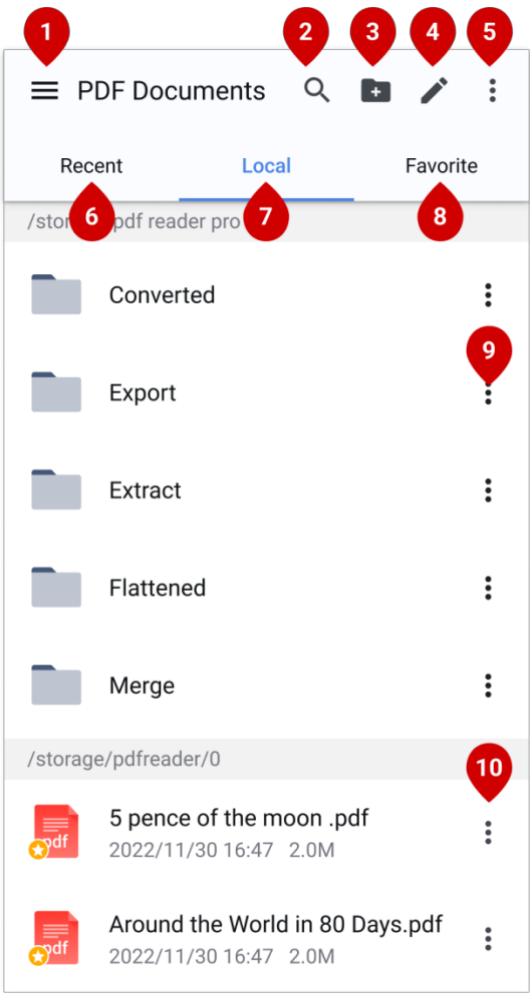 1 2 3 4 5
PDF Documents
Recent Local Favorite
6 7 8
/stor pdf reader pro
Converted
9
Export
Extract
Flattened
Merge
/storage/pdfreader/0
10
5 pence of the moon .pdf
pdf
2022/11/30 16:47 2.0M
Around the World in 80 Days.pdf
pdf
2022/11/30 16:47 2.0M